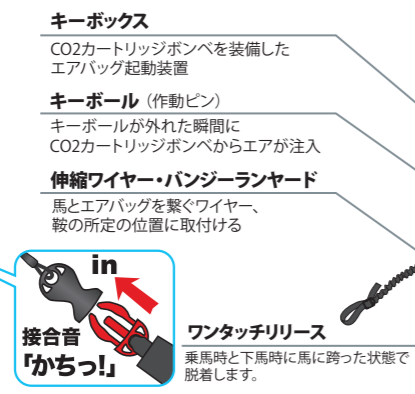 キーボックス
CO2カートリッジボンベを装備した
エアバッグ起動装置
キーボール（作動ピン）
キーボールが外れた瞬間に
CO2カートリッジボンベからエアが注入
伸縮ワイヤー・バンジーランヤード
馬とエアバッグを繋ぐワイヤー、
鞍の所定の位置に取付ける
in
接合音
「かちっ!」
ワンタッチリリース
乗馬時と下馬時に馬に跨った状態で
脱着します。